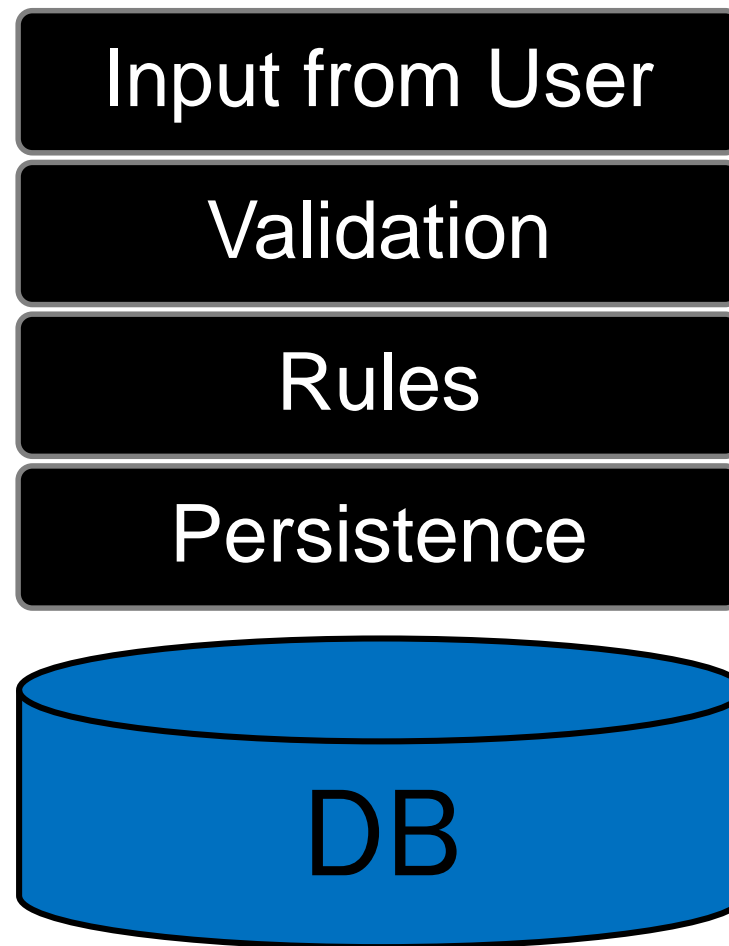 Input from User
Validation
Rules
Persistence
DB